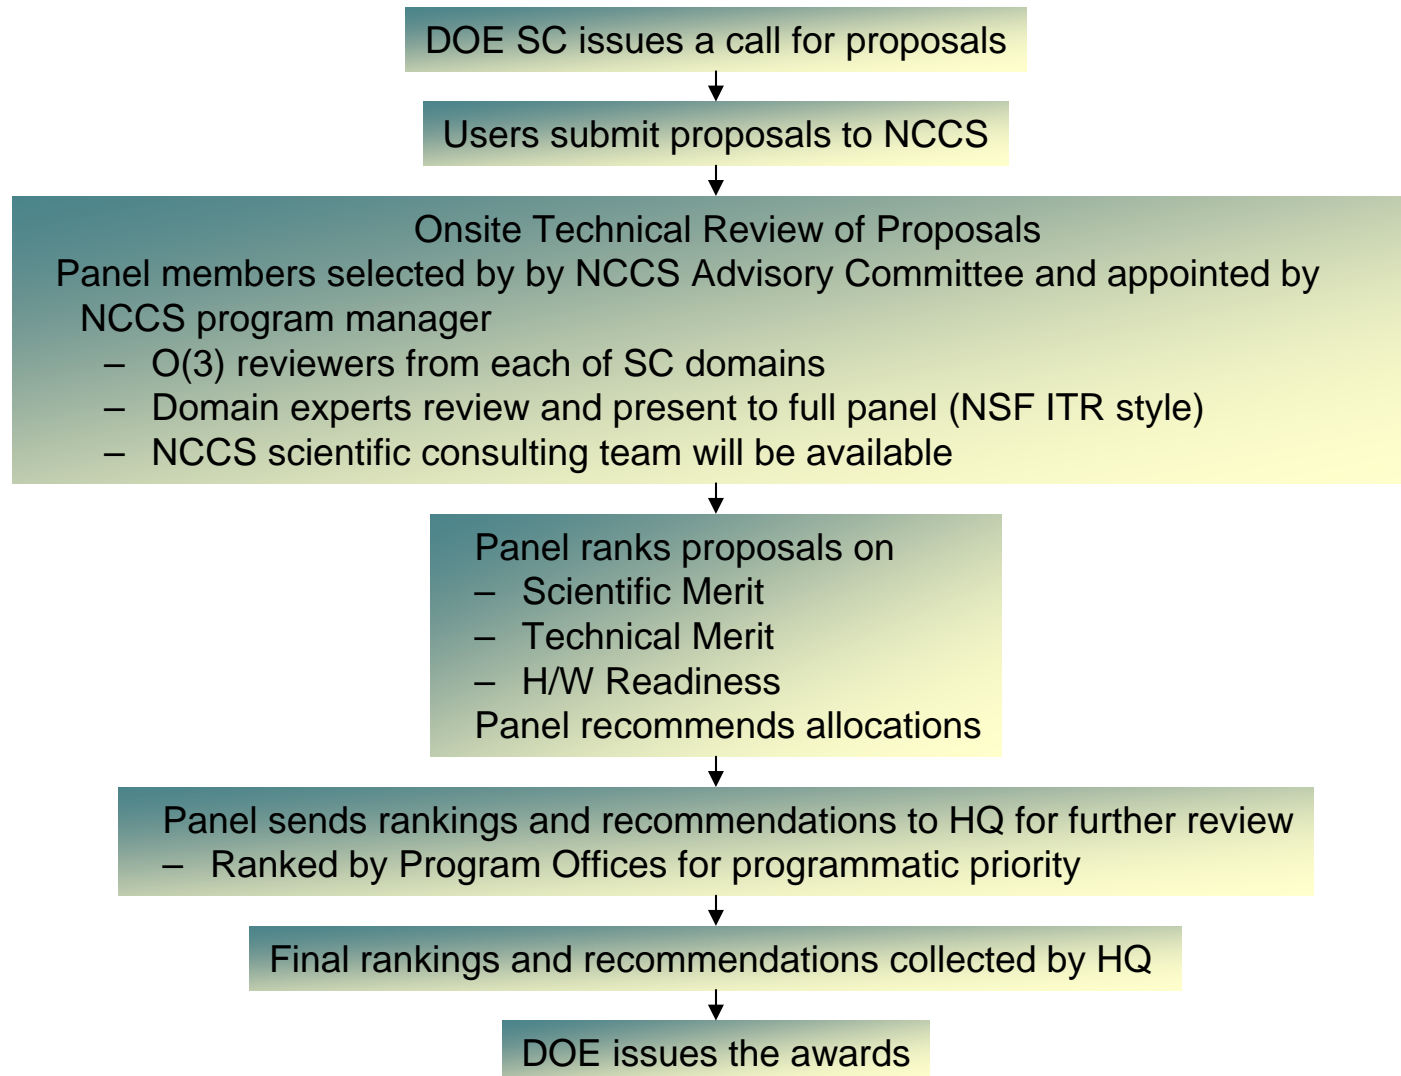 DOE SC issues a call for proposals
Users submit proposals to NCCS
Onsite Technical Review of Proposals
Panel members selected by by NCCS Advisory Committee and appointed by
NCCS program manager
– O(3) reviewers from each of SC domains
– Domain experts review and present to full panel (NSF ITR style)
– NCCS scientific consulting team will be available
Panel ranks proposals on
– Scientific Merit
– Technical Merit
– H/W Readiness
Panel recommends allocations
Panel sends rankings and recommendations to HQ for further review
– Ranked by Program Offices for programmatic priority
Final rankings and recommendations collected by HQ
DOE issues the awards